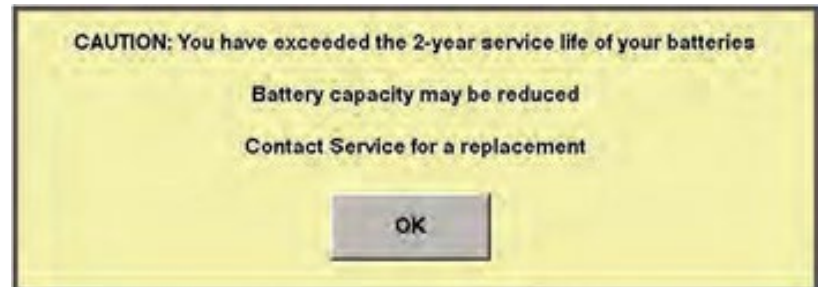 CAUTION: You have exceeded the 2-year service life of your batteries
Battery capacity may be reduced
Contact Service for a replacement
OK